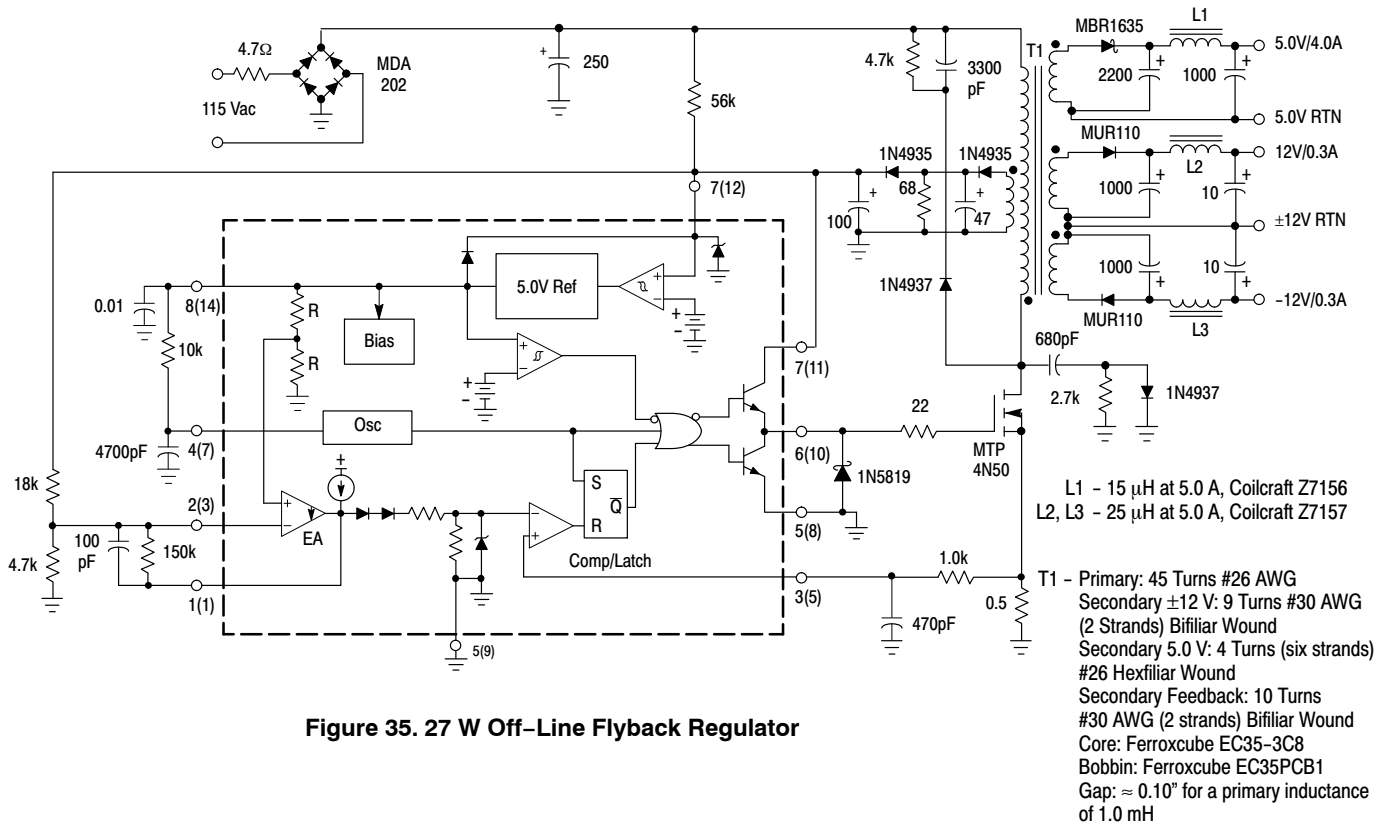 4.7Ω
MDA
202
115 Vac
+
250
56k
4.7k
3300
pF
T1
MBR1635
L1
+
2200
+
1000
5.0V/4.0A
5.0V RTN
MUR110
L2
12V/0.3A
1000
+
10
+
±12V RTN
1000
+
10
+
-12V/0.3A
MUR110
L3
1N4935
1N4935
68
+
100
+
47
7(12)
1N4937
680pF
2.7k
1N4937
0.01
8(14)
10k
R
R
Bias
5.0V Ref
+
−
+
−
+
−
+
−
7(11)
22
MTP
4N50
4700pF
4(7)
Osc
6(10)
1N5819
5(8)
18k
2(3)
+
−
EA
+
S
Q
R
−
+
Comp/Latch
100
pF
150k
4.7k
1(1)
1.0k
3(5)
470pF
0.5
5(9)
L1 - 15 μH at 5.0 A, Coilcraft Z7156
L2, L3 - 25 μH at 5.0 A, Coilcraft Z7157
T1 - Primary: 45 Turns #26 AWG
Secondary ±12 V: 9 Turns #30 AWG
(2 Strands) Bifiliar Wound
Secondary 5.0 V: 4 Turns (six strands)
#26 Hexfiliar Wound
Secondary Feedback: 10 Turns
#30 AWG (2 strands) Bifiliar Wound
Core: Ferroxcube EC35-3C8
Bobbin: Ferroxcube EC35PCB1
Gap: ≈ 0.10" for a primary inductance
of 1.0 mH
Figure 35. 27 W Off−Line Flyback Regulator